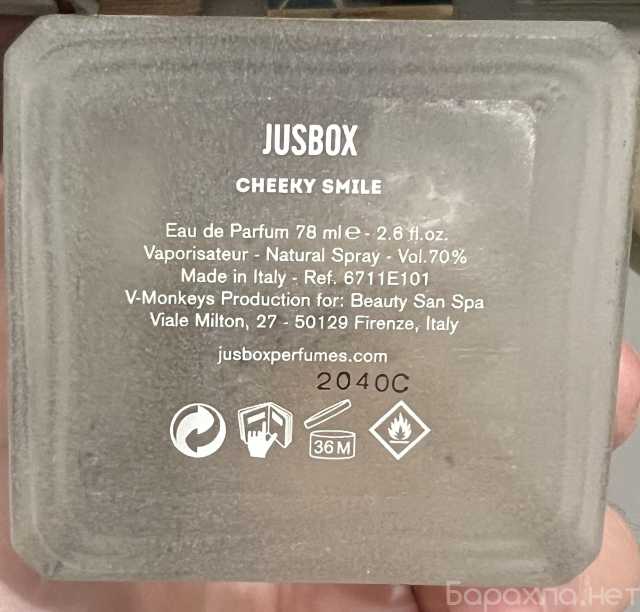 JUSBOX
CHEEKY SMILE
Eau de Parfum 78 ml ℮ - 2.6 fl.oz.
Vaporisateur - Natural Spray - Vol.70%
Made in Italy - Ref. 6711E101
V-Monkeys Production for: Beauty San Spa
Viale Milton, 27 - 50129 Firenze, Italy
jusboxperfumes.com
2040C
36M
Барахла.нет